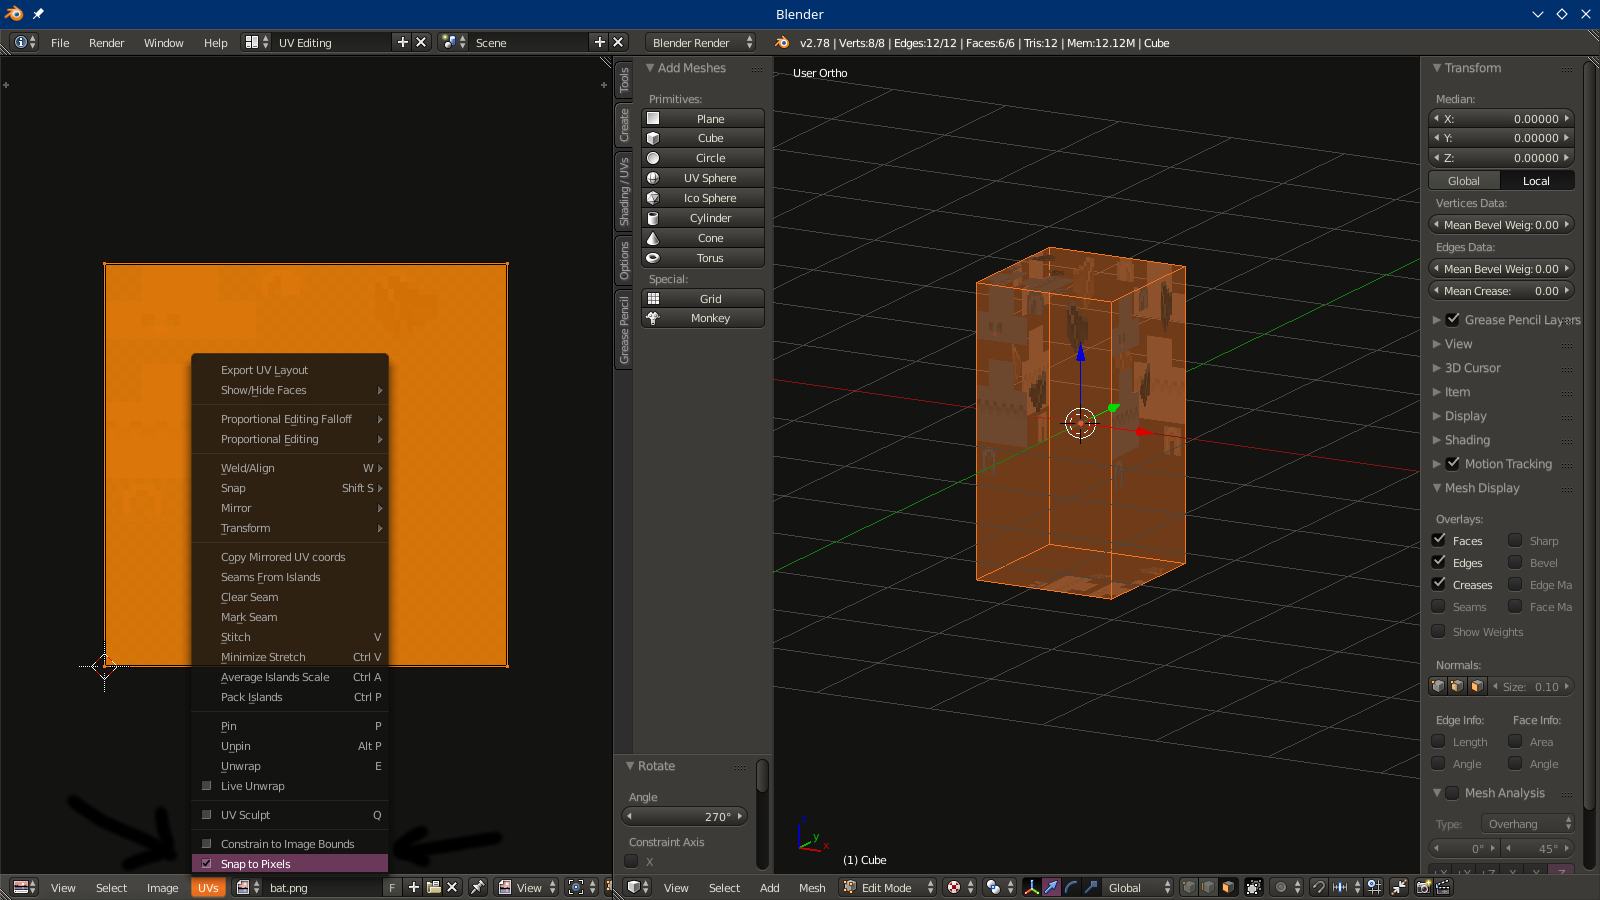 Blender
File Render Window Help UV Editing Scene Blender Render v2.78 | Verts:8/8 | Edges:12/12 | Faces:6/6 | Tris:12 | Mem:12.12M | Cube
Export UV Layout
Show/Hide Faces
Proportional Editing Falloff
Proportional Editing
Weld/Align W
Snap Shift S
Mirror
Transform
Copy Mirrored UV coords
Seams From Islands
Clear Seam
Mark Seam
Stitch V
Minimize Stretch Ctrl V
Average Islands Scale Ctrl A
Pack Islands Ctrl P
Pin P
Unpin Alt P
Unwrap E
Live Unwrap
UV Sculpt Q
Constrain to Image Bounds
Snap to Pixels
View Select Image UVs bat.png F View
Tools
Create
Shading / UVs
Options
Grease Pencil
Add Meshes
Primitives:
Plane
Cube
Circle
UV Sphere
Ico Sphere
Cylinder
Cone
Torus
Special:
Grid
Monkey
Rotate
Angle
270°
Constraint Axis
X
User Ortho
z
y
x
(1) Cube
View Select Add Mesh Edit Mode Global
Transform
Median:
X: 0.00000
Y: 0.00000
Z: 0.00000
Global Local
Vertices Data:
Mean Bevel Weig: 0.00
Edges Data:
Mean Bevel Weig: 0.00
Mean Crease: 0.00
Grease Pencil Layers
View
3D Cursor
Item
Display
Shading
Motion Tracking
Mesh Display
Overlays:
Faces Sharp
Edges Bevel
Creases Edge Ma
Seams Face Ma
Show Weights
Normals:
Size: 0.10
Edge Info: Face Info:
Length Area
Angle Angle
Mesh Analysis
Type: Overhang
0° 45°